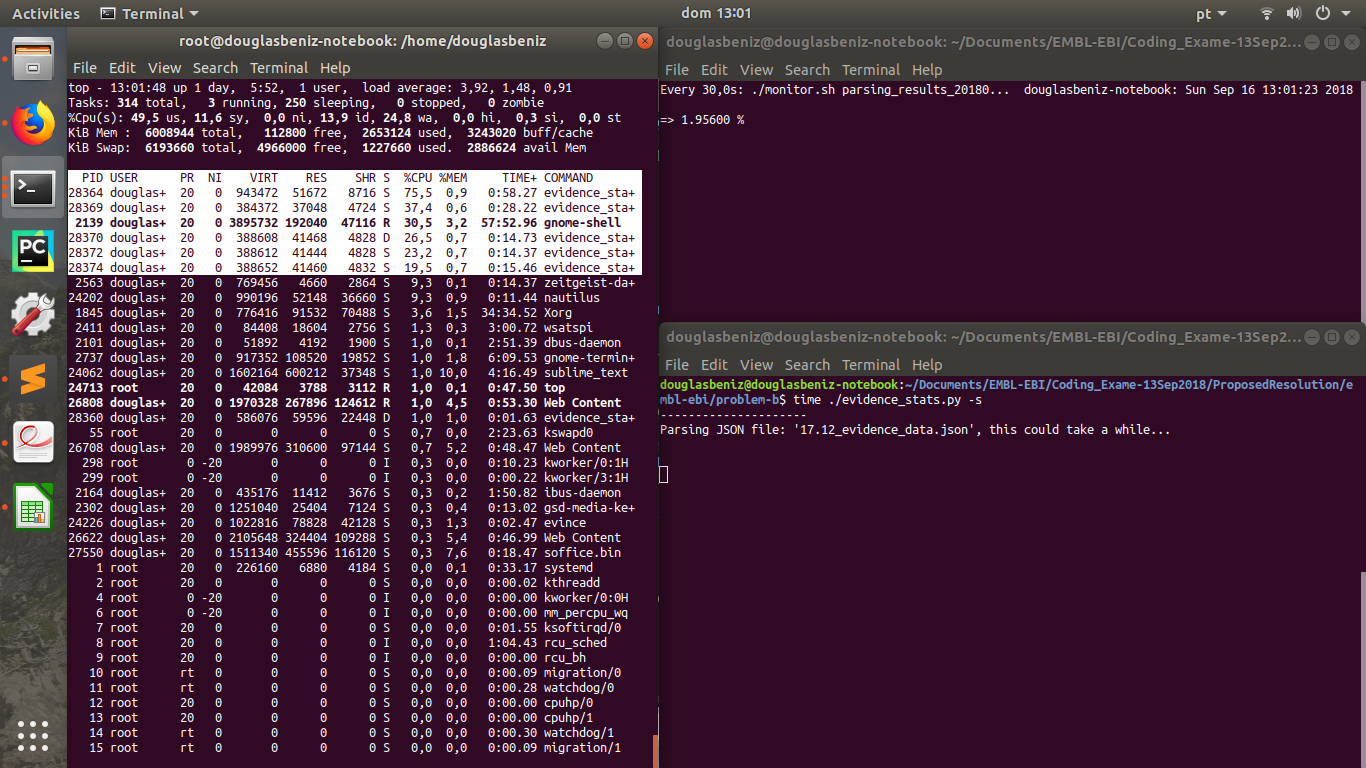 Activities Terminal dom 13:01 pt
root@douglasbeniz-notebook: /home/douglasbeniz
File Edit View Search Terminal Help
top - 13:01:48 up 1 day,  5:52,  1 user,  load average: 3,92, 1,48, 0,91
Tasks: 314 total,   3 running, 250 sleeping,   0 stopped,   0 zombie
%Cpu(s): 49,5 us, 11,6 sy,  0,0 ni, 13,9 id, 24,8 wa,  0,0 hi,  0,3 si,  0,0 st
KiB Mem :  6008944 total,   112800 free,  2653124 used,  3243020 buff/cache
KiB Swap:  6193660 total,  4966000 free,  1227660 used.  2886624 avail Mem
PID USER      PR  NI    VIRT    RES    SHR S  %CPU %MEM     TIME+ COMMAND
28364 douglas+  20   0  943472  51672   8716 S  75,5  0,9   0:58.27 evidence_sta+
28369 douglas+  20   0  384372  37048   4724 S  37,4  0,6   0:28.22 evidence_sta+
2139 douglas+  20   0 3895732 192040  47116 R  30,5  3,2  57:52.96 gnome-shell
28370 douglas+  20   0  388608  41468   4828 D  26,5  0,7   0:14.73 evidence_sta+
28372 douglas+  20   0  388612  41444   4828 S  23,2  0,7   0:14.37 evidence_sta+
28374 douglas+  20   0  388652  41460   4832 S  19,5  0,7   0:15.46 evidence_sta+
2563 douglas+  20   0  769456   4660   2864 S   9,3  0,1   0:14.37 zeitgeist-da+
24202 douglas+  20   0  990196  52148  36660 S   9,3  0,9   0:11.44 nautilus
1845 douglas+  20   0  776416  91532  70488 S   3,6  1,5  34:34.52 Xorg
2411 douglas+  20   0   84408  18604   2756 S   1,3  0,3   3:00.72 wsatspi
2101 douglas+  20   0   51892   4192   1900 S   1,0  0,1   2:51.39 dbus-daemon
2737 douglas+  20   0  917352 108520  19852 S   1,0  1,8   6:09.53 gnome-termin+
24062 douglas+  20   0 1602164 600212  37348 S   1,0 10,0   4:16.49 sublime_text
24713 root      20   0   42084   3788   3112 R   1,0  0,1   0:47.50 top
26808 douglas+  20   0 1970328 267896 124612 R   1,0  4,5   0:53.30 Web Content
28360 douglas+  20   0  586076  59596  22448 D   1,0  1,0   0:01.63 evidence_sta+
55 root      20   0       0      0      0 S   0,7  0,0   2:23.63 kswapd0
26708 douglas+  20   0 1989976 310600  97144 S   0,7  5,2   0:48.47 Web Content
298 root       0 -20       0      0      0 I   0,3  0,0   0:10.23 kworker/0:1H
299 root       0 -20       0      0      0 I   0,3  0,0   0:00.22 kworker/3:1H
2164 douglas+  20   0  435176  11412   3676 S   0,3  0,2   1:50.82 ibus-daemon
2302 douglas+  20   0 1251040  25404   7124 S   0,3  0,4   0:13.02 gsd-media-ke+
24226 douglas+  20   0 1022816  78828  42128 S   0,3  1,3   0:02.47 evince
26622 douglas+  20   0 2105648 324404 109288 S   0,3  5,4   0:46.99 Web Content
27550 douglas+  20   0 1511340 455596 116120 S   0,3  7,6   0:18.47 soffice.bin
1 root      20   0  226160   6880   4184 S   0,0  0,1   0:33.17 systemd
2 root      20   0       0      0      0 S   0,0  0,0   0:00.02 kthreadd
4 root       0 -20       0      0      0 I   0,0  0,0   0:00.00 kworker/0:0H
6 root       0 -20       0      0      0 I   0,0  0,0   0:00.00 mm_percpu_wq
7 root      20   0       0      0      0 S   0,0  0,0   0:01.55 ksoftirqd/0
8 root      20   0       0      0      0 I   0,0  0,0   1:04.43 rcu_sched
9 root      20   0       0      0      0 I   0,0  0,0   0:00.00 rcu_bh
10 root      rt   0       0      0      0 S   0,0  0,0   0:00.09 migration/0
11 root      rt   0       0      0      0 S   0,0  0,0   0:00.28 watchdog/0
12 root      20   0       0      0      0 S   0,0  0,0   0:00.00 cpuhp/0
13 root      20   0       0      0      0 S   0,0  0,0   0:00.00 cpuhp/1
14 root      rt   0       0      0      0 S   0,0  0,0   0:00.30 watchdog/1
15 root      rt   0       0      0      0 S   0,0  0,0   0:00.09 migration/1
douglasbeniz@douglasbeniz-notebook: ~/Documents/EMBL-EBI/Coding_Exame-13Sep2...
File Edit View Search Terminal Help
Every 30,0s: ./monitor.sh parsing_results_20180...  douglasbeniz-notebook: Sun Sep 16 13:01:23 2018
=> 1.95600 %
douglasbeniz@douglasbeniz-notebook: ~/Documents/EMBL-EBI/Coding_Exame-13Sep2...
File Edit View Search Terminal Help
douglasbeniz@douglasbeniz-notebook:~/Documents/EMBL-EBI/Coding_Exame-13Sep2018/ProposedResolution/e
mbl-ebi/problem-b$ time ./evidence_stats.py -s
---------------------
Parsing JSON file: '17.12_evidence_data.json', this could take a while...
PC